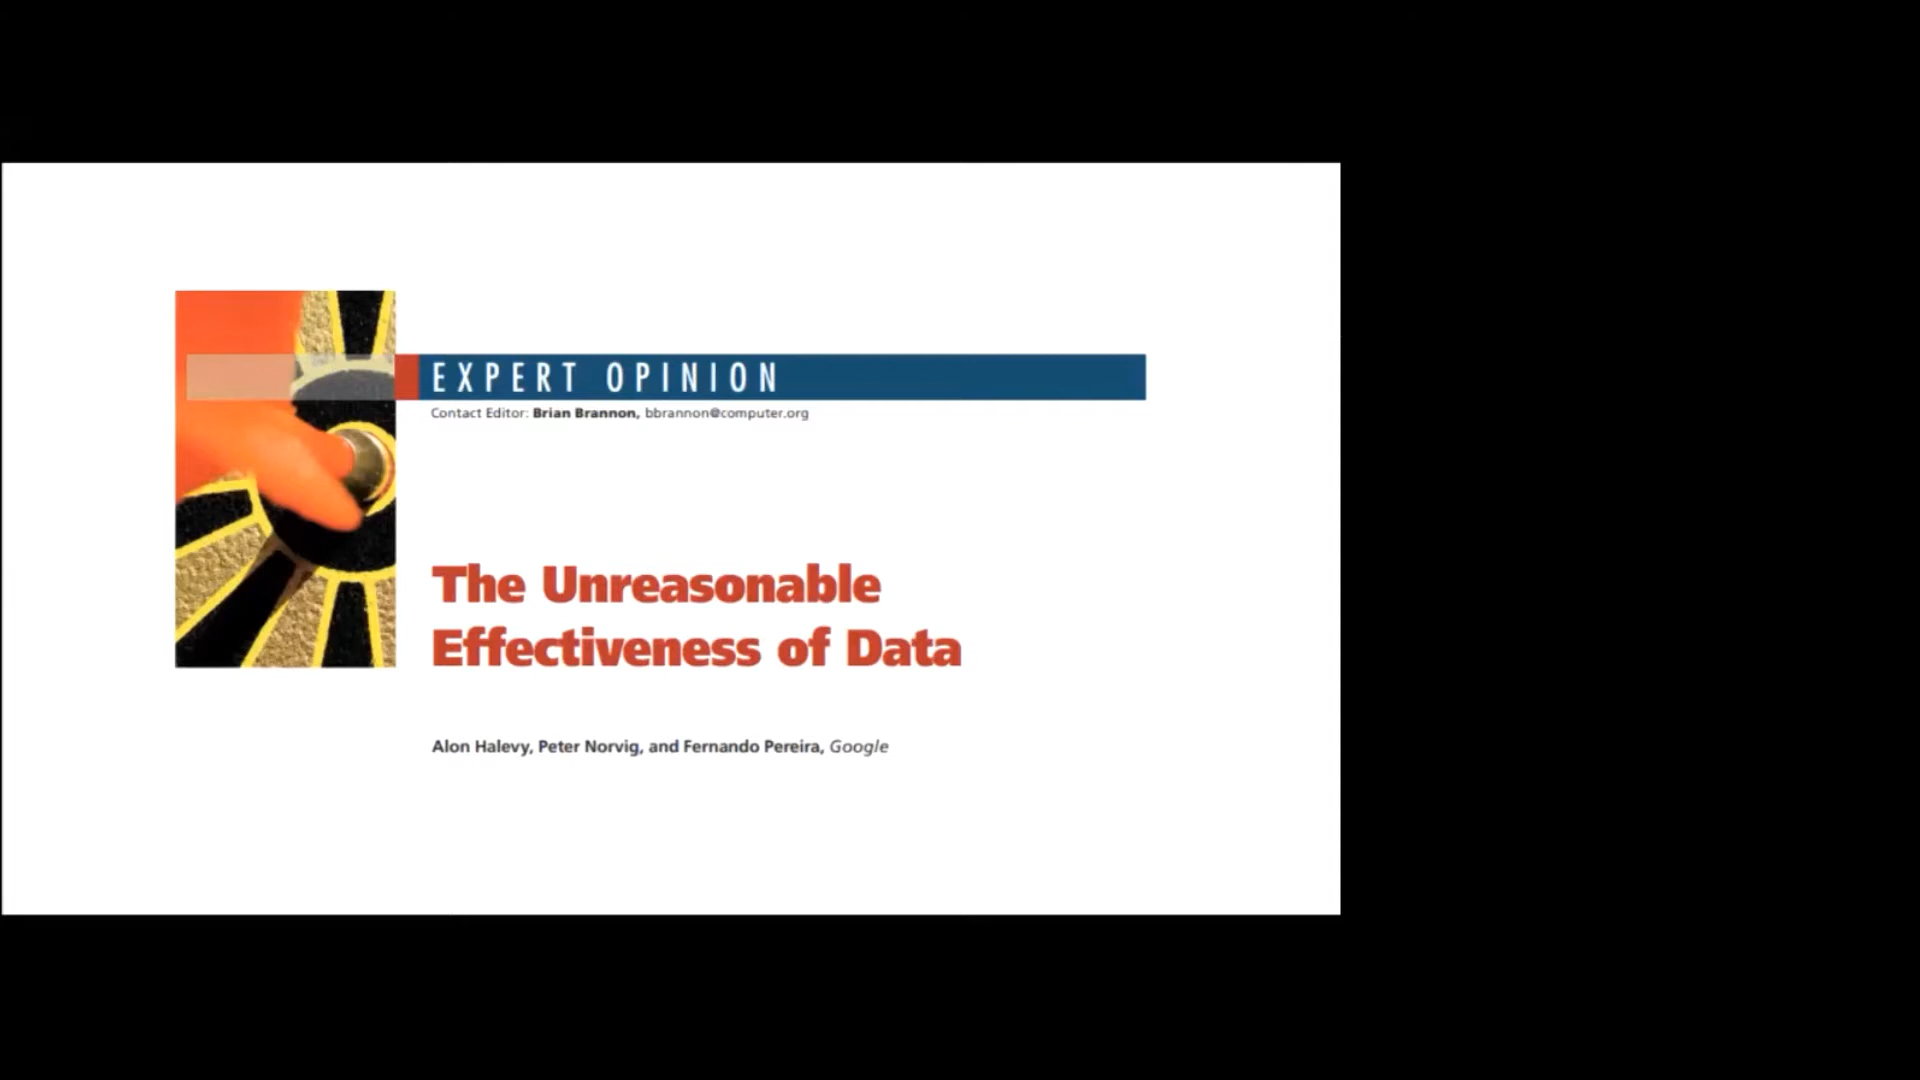 EXPERT OPINION
Contact Editor: Brian Brannon, bbrannon@computer.org
The Unreasonable
Effectiveness of Data
Alon Halevy, Peter Norvig, and Fernando Pereira, Google